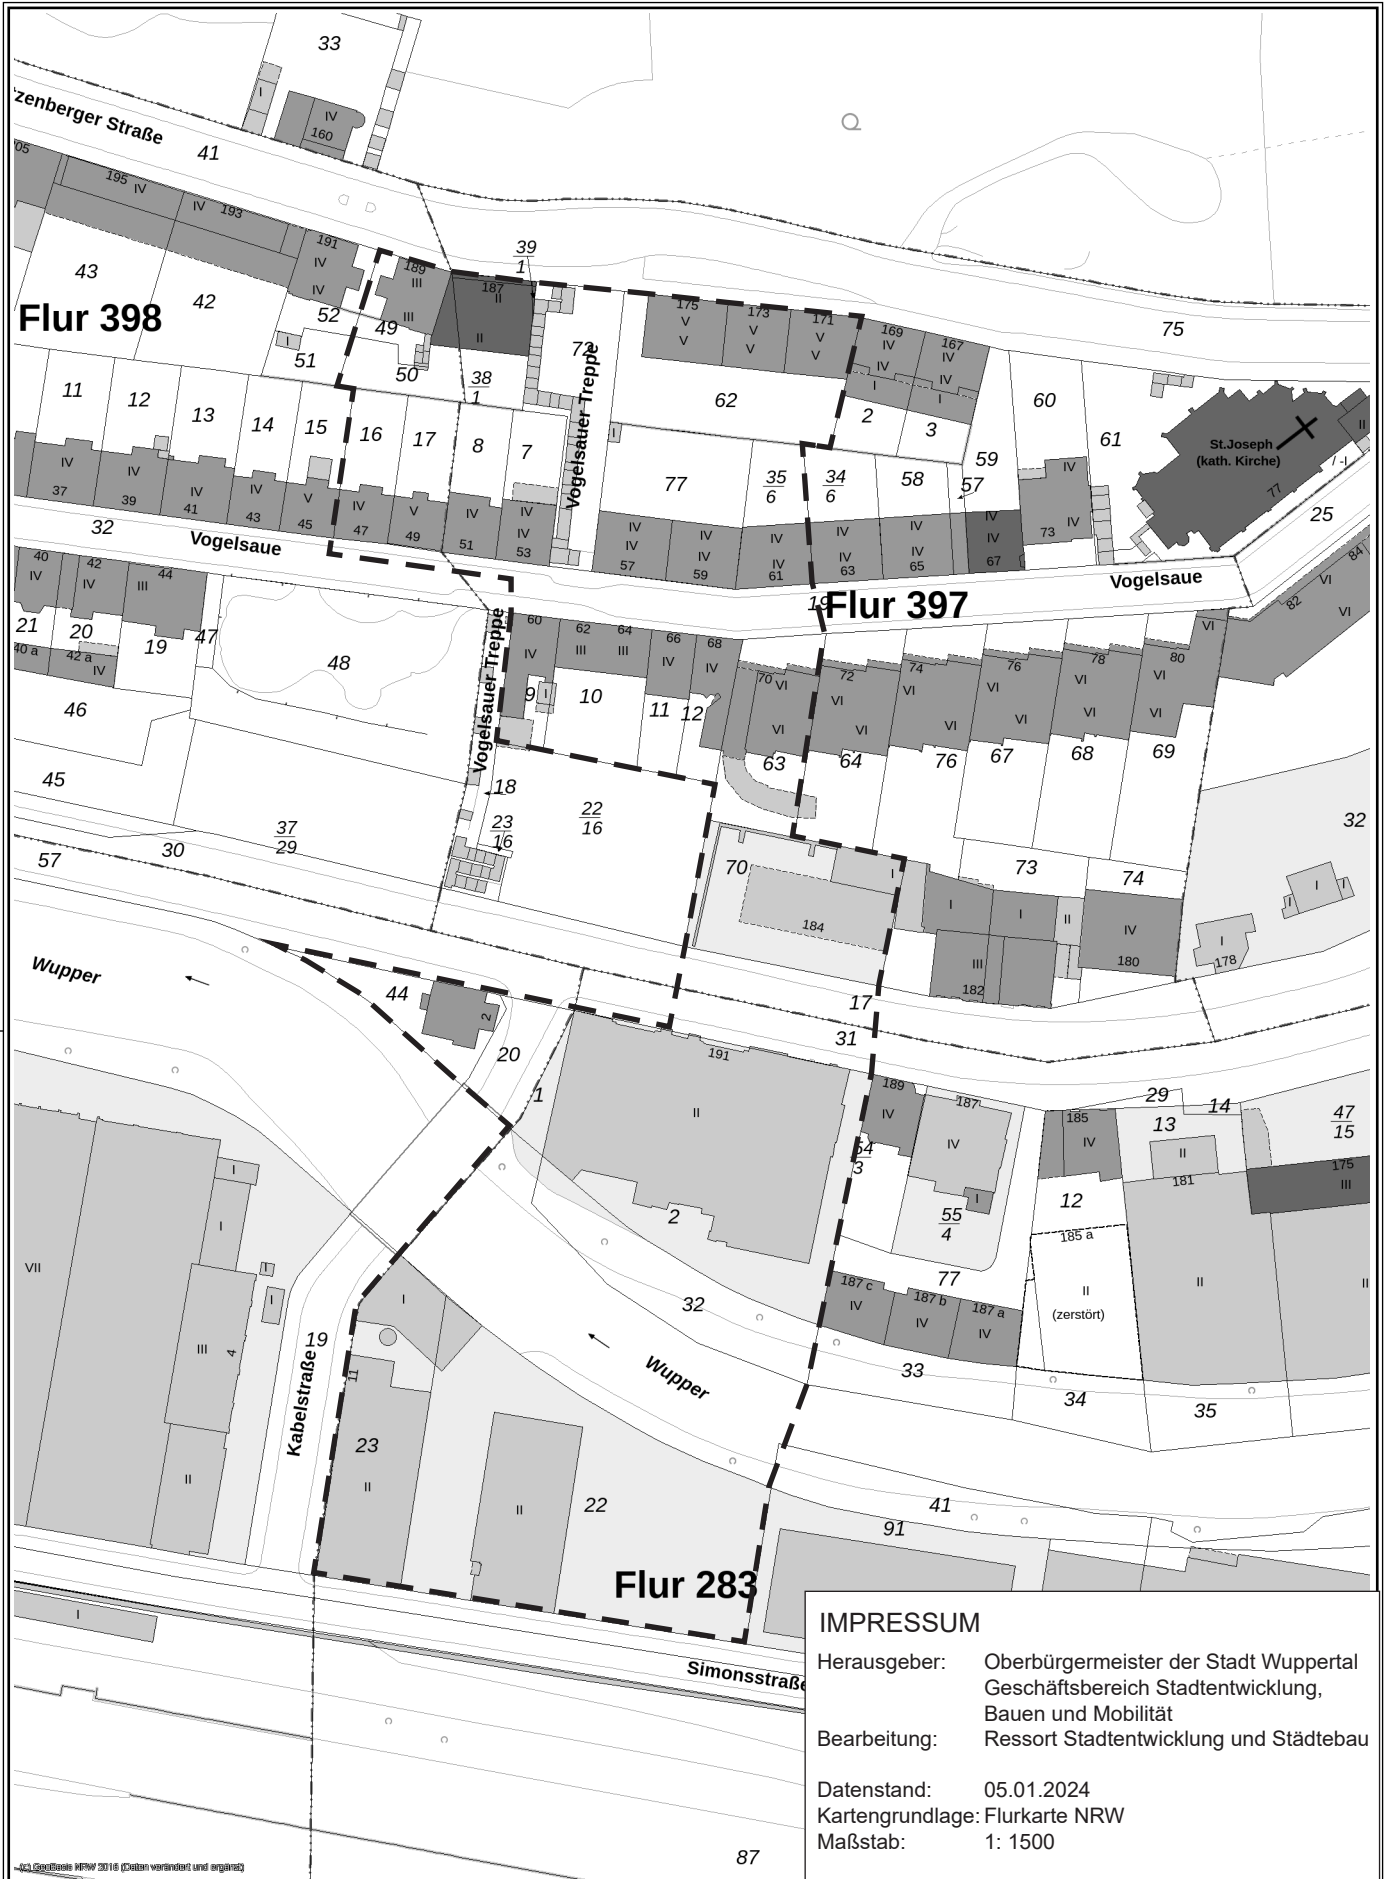 33
I
IV
160
zenberger Straße
41
05
195
IV
IV
193
191
IV
IV
189
III
III
187
II
II
39
1
43
42
52
49
Flur 398
I
51
50
38
1
72
Vogelsauer Treppe
175
V
V
173
V
V
171
V
V
169
IV
IV
167
IV
IV
75
I
I
62
2
3
60
61
St.Joseph
(kath. Kirche)
77
II
/ -I
25
11
12
13
14
15
16
17
8
7
I
77
35
6
34
6
58
59
57
IV
37
IV
39
IV
41
IV
43
V
45
IV
47
V
49
IV
51
IV
IV
53
IV
IV
57
IV
IV
59
IV
IV
61
IV
IV
63
IV
IV
65
IV
67
IV
IV
73
32
Vogelsaue
Vogelsaue
19
Flur 397
84
VI
82
VI
40
IV
42
IV
44
III
21
20
19
47
40 a
42 a
IV
48
Vogelsauer Treppe
60
IV
62
III
64
III
66
IV
68
IV
9
I
10
11
12
70
VI
VI
72
VI
VI
74
VI
VI
76
VI
VI
78
VI
VI
80
VI
VI
VI
46
63
64
76
67
68
69
45
18
22
16
23
16
32
37
29
30
57
70
I
184
73
74
I
I
II
III
182
IV
180
I
I
I
I
178
Wupper
44
2
20
17
31
1
191
II
189
IV
187
IV
I
54
3
55
4
29
14
13
185
IV
II
181
47
15
175
III
12
185 a
II
(zerstört)
II
II
2
77
187 c
IV
187 b
IV
187 a
IV
I
I
VII
I
I
III
4
II
I
32
Wupper
33
34
35
19
Kabelstraße
11
23
II
II
22
41
91
Flur 283
I
Simonsstraße
87
IMPRESSUM
Herausgeber: Oberbürgermeister der Stadt Wuppertal
Geschäftsbereich Stadtentwicklung,
Bauen und Mobilität
Bearbeitung: Ressort Stadtentwicklung und Städtebau
Datenstand: 05.01.2024
Kartengrundlage: Flurkarte NRW
Maßstab: 1: 1500
(c) GeoBasis NRW 2016 (Daten verändert und ergänzt)